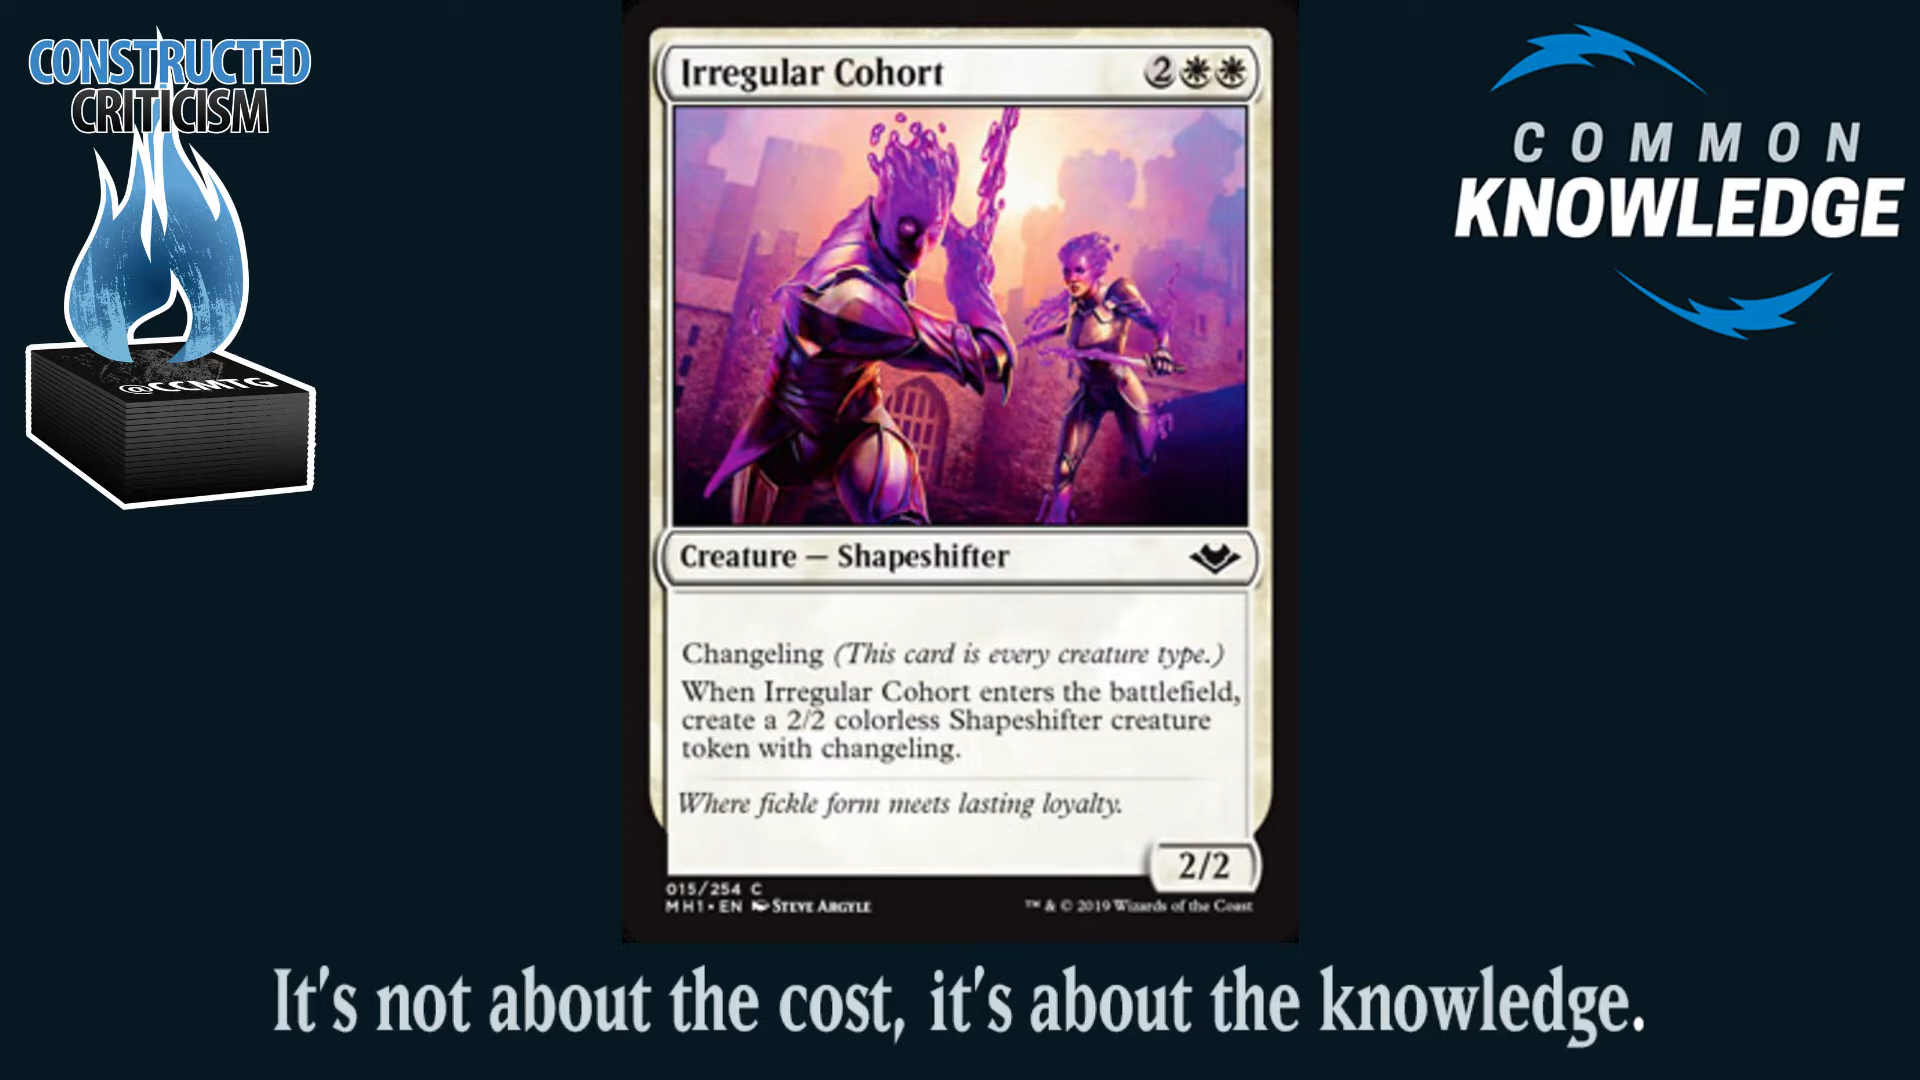 CONSTRUCTED
CRITICISM
@CCMTG
Irregular Cohort 2
Creature — Shapeshifter
Changeling (This card is every creature type.)
When Irregular Cohort enters the battlefield,
create a 2/2 colorless Shapeshifter creature
token with changeling.
Where fickle form meets lasting loyalty.
2/2
015/254 C
MH1 • EN STEVE ARGYLE
™ & © 2019 Wizards of the Coast
COMMON
KNOWLEDGE
It's not about the cost, it's about the knowledge.